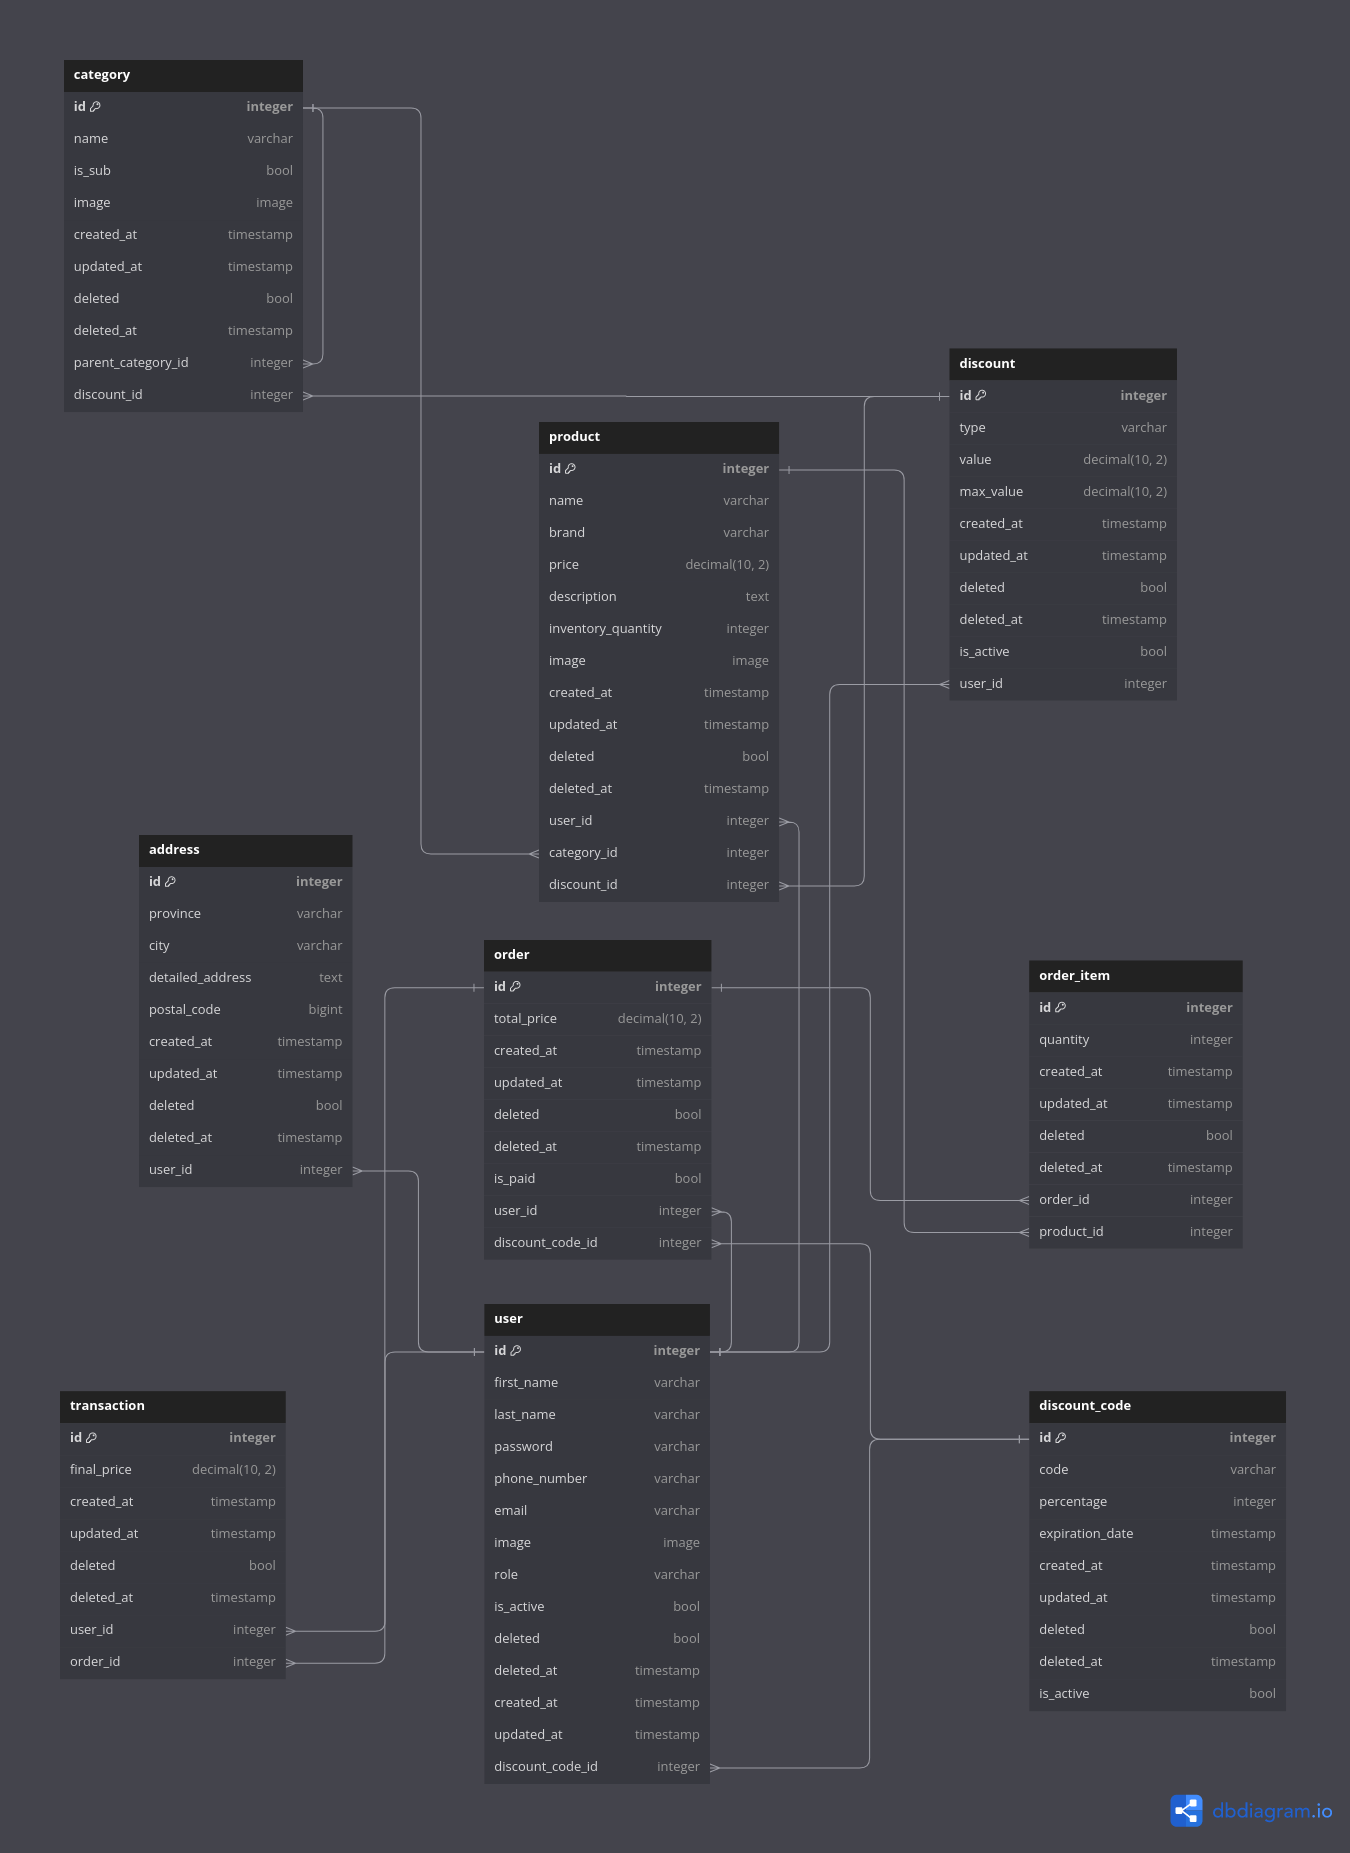 category
id integer
name varchar
is_sub bool
image image
created_at timestamp
updated_at timestamp
deleted bool
deleted_at timestamp
parent_category_id integer
discount_id integer
discount
id integer
type varchar
value decimal(10, 2)
max_value decimal(10, 2)
created_at timestamp
updated_at timestamp
deleted bool
deleted_at timestamp
is_active bool
user_id integer
product
id integer
name varchar
brand varchar
price decimal(10, 2)
description text
inventory_quantity integer
image image
created_at timestamp
updated_at timestamp
deleted bool
deleted_at timestamp
user_id integer
category_id integer
discount_id integer
address
id integer
province varchar
city varchar
detailed_address text
postal_code bigint
created_at timestamp
updated_at timestamp
deleted bool
deleted_at timestamp
user_id integer
order
id integer
total_price decimal(10, 2)
created_at timestamp
updated_at timestamp
deleted bool
deleted_at timestamp
is_paid bool
user_id integer
discount_code_id integer
order_item
id integer
quantity integer
created_at timestamp
updated_at timestamp
deleted bool
deleted_at timestamp
order_id integer
product_id integer
user
id integer
first_name varchar
last_name varchar
password varchar
phone_number varchar
email varchar
image image
role varchar
is_active bool
deleted bool
deleted_at timestamp
created_at timestamp
updated_at timestamp
discount_code_id integer
transaction
id integer
final_price decimal(10, 2)
created_at timestamp
updated_at timestamp
deleted bool
deleted_at timestamp
user_id integer
order_id integer
discount_code
id integer
code varchar
percentage integer
expiration_date timestamp
created_at timestamp
updated_at timestamp
deleted bool
deleted_at timestamp
is_active bool
dbdiagram.io